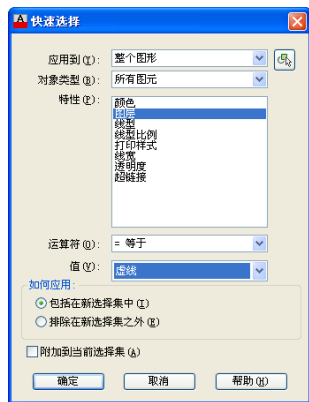 快速选择
应用到(Y): 整个图形
对象类型(B): 所有图元
特性(P):
颜色
图层
线型
线型比例
打印样式
线宽
透明度
超链接
运算符(O): = 等于
值(V): 虚线
如何应用:
包括在新选择集中(I)
排除在新选择集之外(E)
附加到当前选择集(A)
确定 取消 帮助(H)